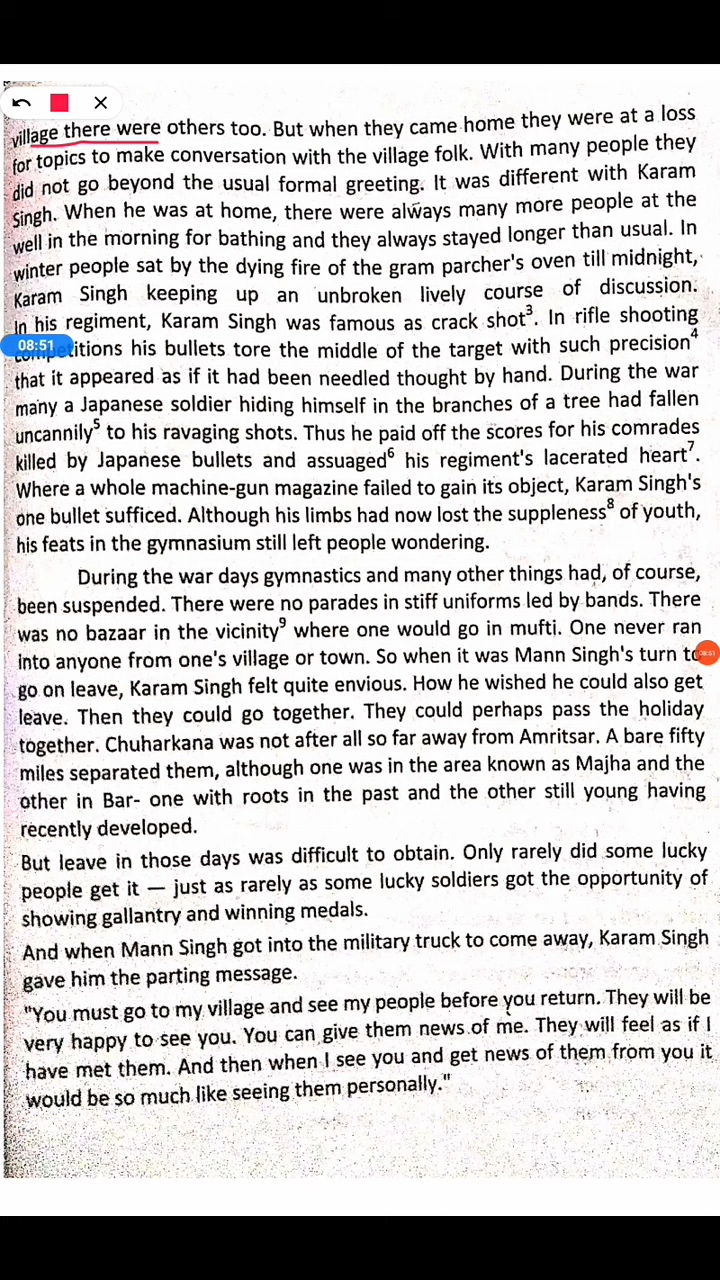 village there were others too. But when they came home they were at a loss
for topics to make conversation with the village folk. With many people they
did not go beyond the usual formal greeting. It was different with Karam
Singh. When he was at home, there were always many more people at the
well in the morning for bathing and they always stayed longer than usual. In
winter people sat by the dying fire of the gram parcher's oven till midnight,
Karam Singh keeping up an unbroken lively course of discussion.
In his regiment, Karam Singh was famous as crack shot³. In rifle shooting
08:51
competitions his bullets tore the middle of the target with such precision⁴
that it appeared as if it had been needled thought by hand. During the war
many a Japanese soldier hiding himself in the branches of a tree had fallen
uncannily⁵ to his ravaging shots. Thus he paid off the scores for his comrades
killed by Japanese bullets and assuaged⁶ his regiment's lacerated heart⁷.
Where a whole machine-gun magazine failed to gain its object, Karam Singh's
one bullet sufficed. Although his limbs had now lost the suppleness⁸ of youth,
his feats in the gymnasium still left people wondering.
During the war days gymnastics and many other things had, of course,
been suspended. There were no parades in stiff uniforms led by bands. There
was no bazaar in the vicinity⁹ where one would go in mufti. One never ran
into anyone from one's village or town. So when it was Mann Singh's turn to
08:51
go on leave, Karam Singh felt quite envious. How he wished he could also get
leave. Then they could go together. They could perhaps pass the holiday
together. Chuharkana was not after all so far away from Amritsar. A bare fifty
miles separated them, although one was in the area known as Majha and the
other in Bar- one with roots in the past and the other still young having
recently developed.
But leave in those days was difficult to obtain. Only rarely did some lucky
people get it — just as rarely as some lucky soldiers got the opportunity of
showing gallantry and winning medals.
And when Mann Singh got into the military truck to come away, Karam Singh
gave him the parting message.
"You must go to my village and see my people before you return. They will be
very happy to see you. You can give them news of me. They will feel as if I
have met them. And then when I see you and get news of them from you it
would be so much like seeing them personally."